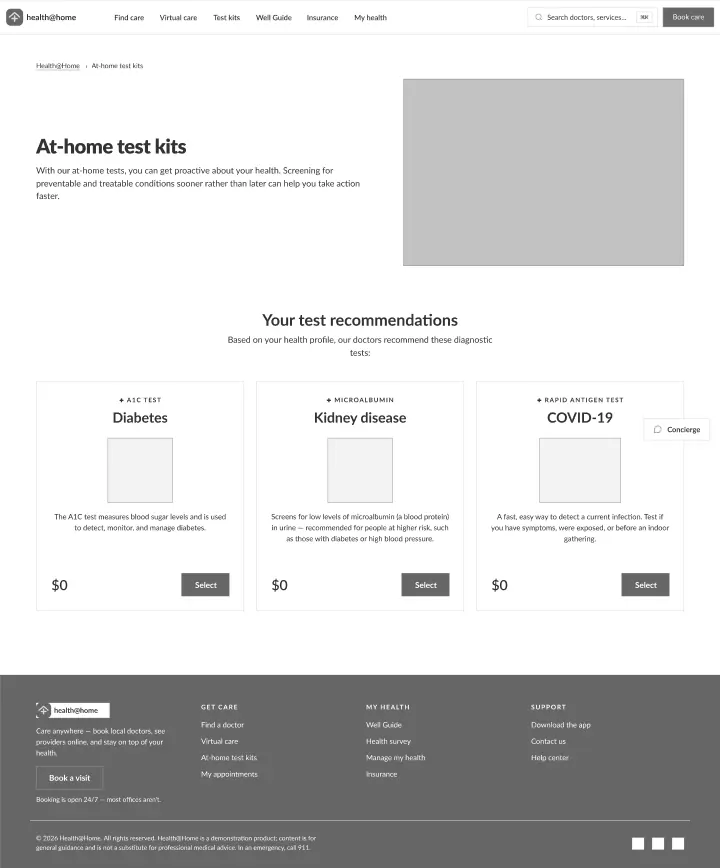 health@home
Find care
Virtual care
Test kits
Well Guide
Insurance
My health
Search doctors, services...
⌘K
Book care
Health@Home › At-home test kits
At-home test kits
With our at-home tests, you can get proactive about your health. Screening for
preventable and treatable conditions sooner rather than later can help you take action
faster.
Your test recommendations
Based on your health profile, our doctors recommend these diagnostic
tests:
A1C TEST
Diabetes
The A1C test measures blood sugar levels and is used
to detect, monitor, and manage diabetes.
$0
Select
MICROALBUMIN
Kidney disease
Screens for low levels of microalbumin (a blood protein)
in urine — recommended for people at higher risk, such
as those with diabetes or high blood pressure.
$0
Select
RAPID ANTIGEN TEST
COVID-19
A fast, easy way to detect a current infection. Test if
you have symptoms, were exposed, or before an indoor
gathering.
$0
Select
Concierge
health@home
Care anywhere — book local doctors, see
providers online, and stay on top of your
health.
Book a visit
Booking is open 24/7 — most offices aren't.
GET CARE
Find a doctor
Virtual care
At-home test kits
My appointments
MY HEALTH
Well Guide
Health survey
Manage my health
Insurance
SUPPORT
Download the app
Contact us
Help center
© 2026 Health@Home. All rights reserved. Health@Home is a demonstration product; content is for
general guidance and is not a substitute for professional medical advice. In an emergency, call 911.